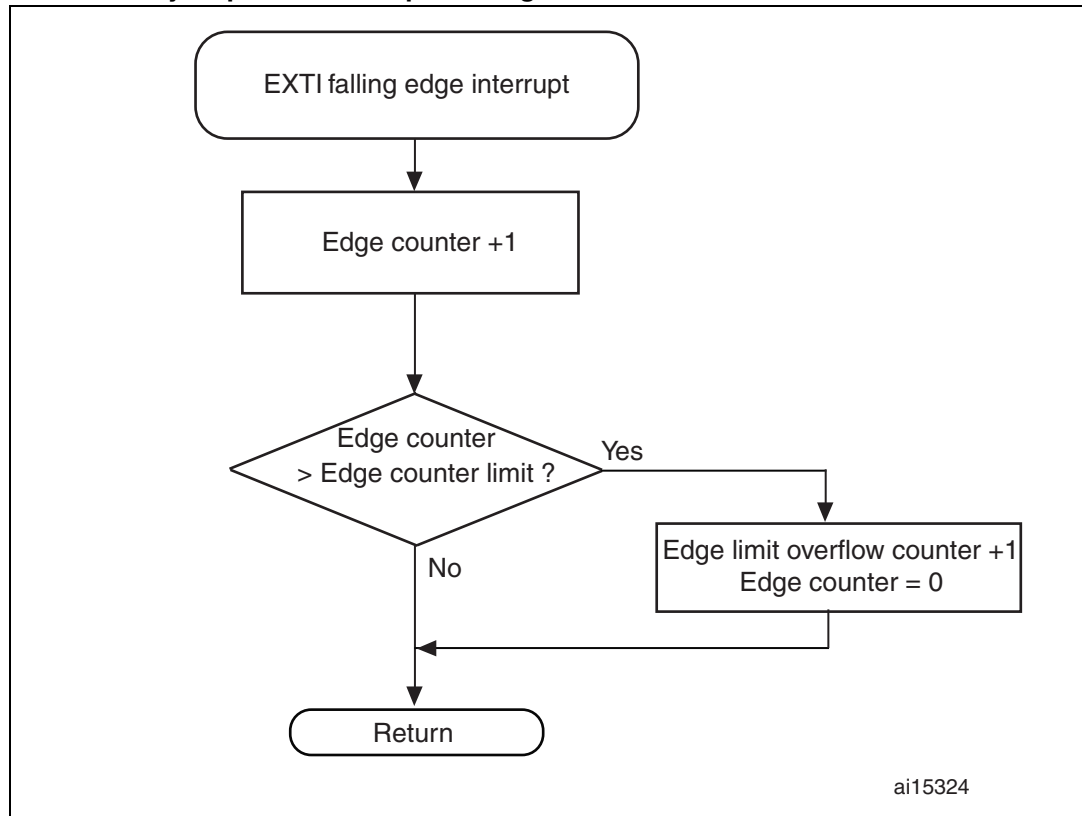 EXTI falling edge interrupt
Edge counter +1
Edge counter
> Edge counter limit ?
Yes
No
Edge limit overflow counter +1
Edge counter = 0
Return
ai15324